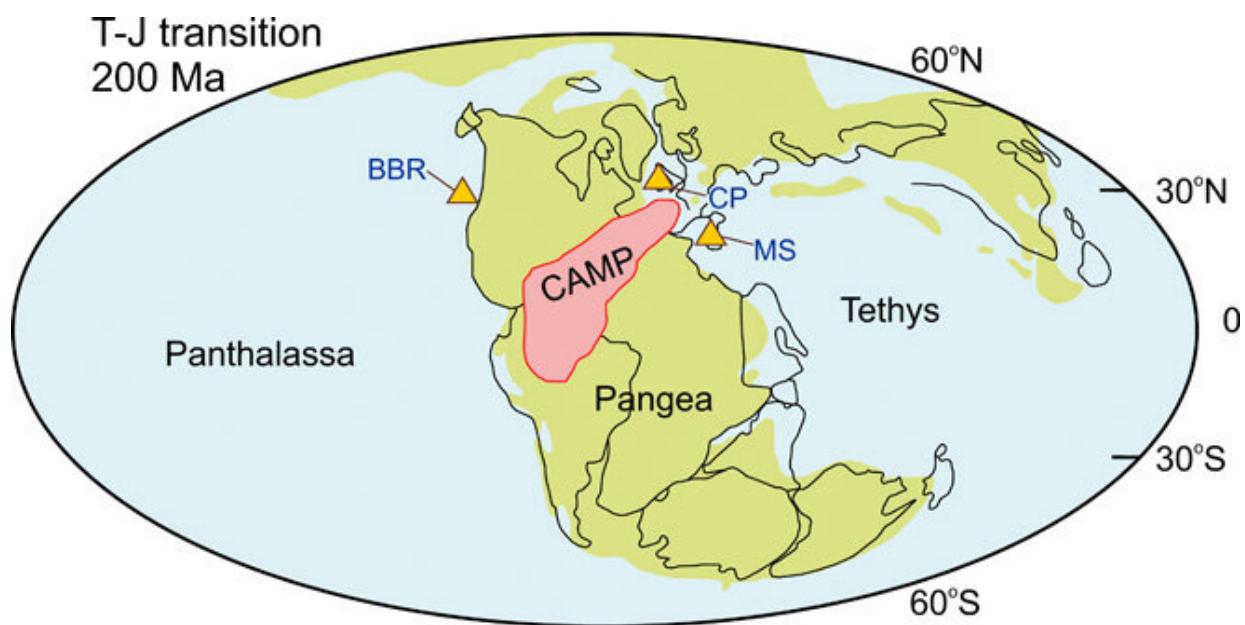 T-J transition
200 Ma
60°N
BBR
CP
30°N
MS
CAMP
Tethys
0
Panthalassa
Pangea
30°S
60°S